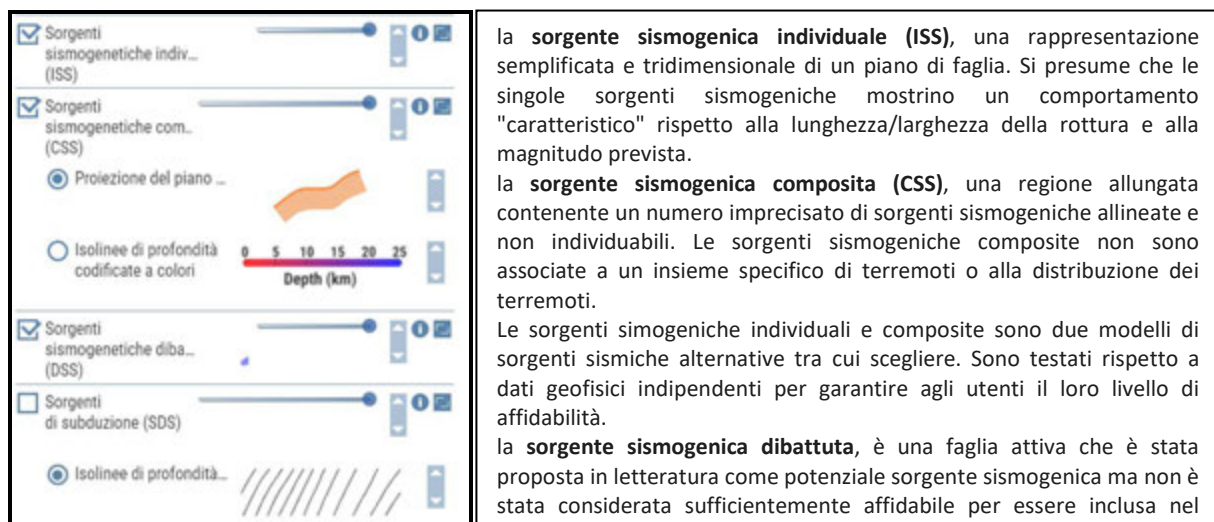 Sorgenti
sismogenetiche indiv...
(ISS)
Sorgenti
sismogenetiche com...
(CSS)
Proiezione del piano ...
Isolinee di profondità
codificate a colori
0 5 10 15 20 25
Depth (km)
Sorgenti
sismogenetiche diba...
(DSS)
Sorgenti
di subduzione (SDS)
Isolinee di profondità...
la sorgente sismogenica individuale (ISS), una rappresentazione
semplificata e tridimensionale di un piano di faglia. Si presume che le
singole sorgenti sismogeniche mostrino un comportamento
"caratteristico" rispetto alla lunghezza/larghezza della rottura e alla
magnitudo prevista.
la sorgente sismogenica composita (CSS), una regione allungata
contenente un numero imprecisato di sorgenti sismogeniche allineate e
non individuabili. Le sorgenti sismogeniche composite non sono
associate a un insieme specifico di terremoti o alla distribuzione dei
terremoti.
Le sorgenti simogeniche individuali e composite sono due modelli di
sorgenti sismiche alternative tra cui scegliere. Sono testati rispetto a
dati geofisici indipendenti per garantire agli utenti il loro livello di
affidabilità.
la sorgente sismogenica dibattuta, è una faglia attiva che è stata
proposta in letteratura come potenziale sorgente sismogenica ma non è
stata considerata sufficientemente affidabile per essere inclusa nel